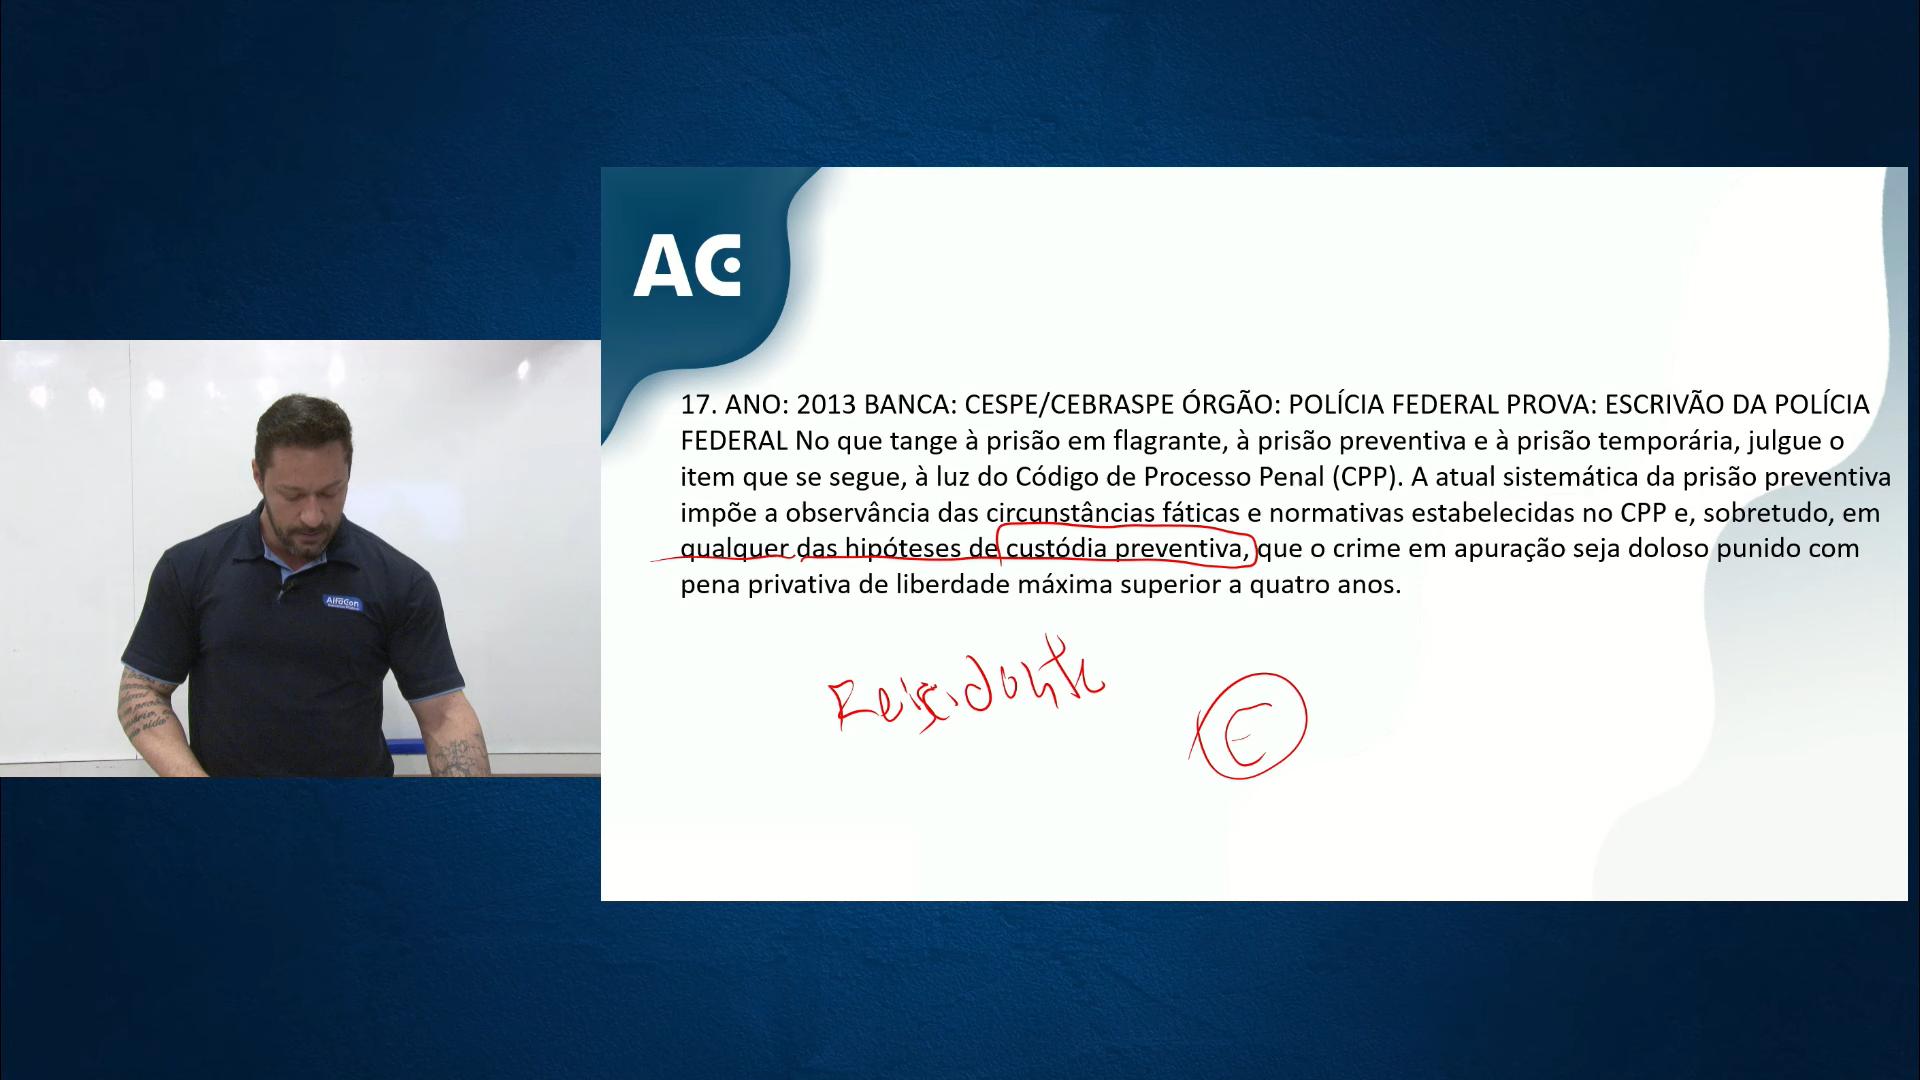 AC
17. ANO: 2013 BANCA: CESPE/CEBRASPE ÓRGÃO: POLÍCIA FEDERAL PROVA: ESCRIVÃO DA POLÍCIA
FEDERAL No que tange à prisão em flagrante, à prisão preventiva e à prisão temporária, julgue o
item que se segue, à luz do Código de Processo Penal (CPP). A atual sistemática da prisão preventiva
impõe a observância das circunstâncias fáticas e normativas estabelecidas no CPP e, sobretudo, em
qualquer das hipóteses de custódia preventiva, que o crime em apuração seja doloso punido com
pena privativa de liberdade máxima superior a quatro anos.
E
AlfaCon